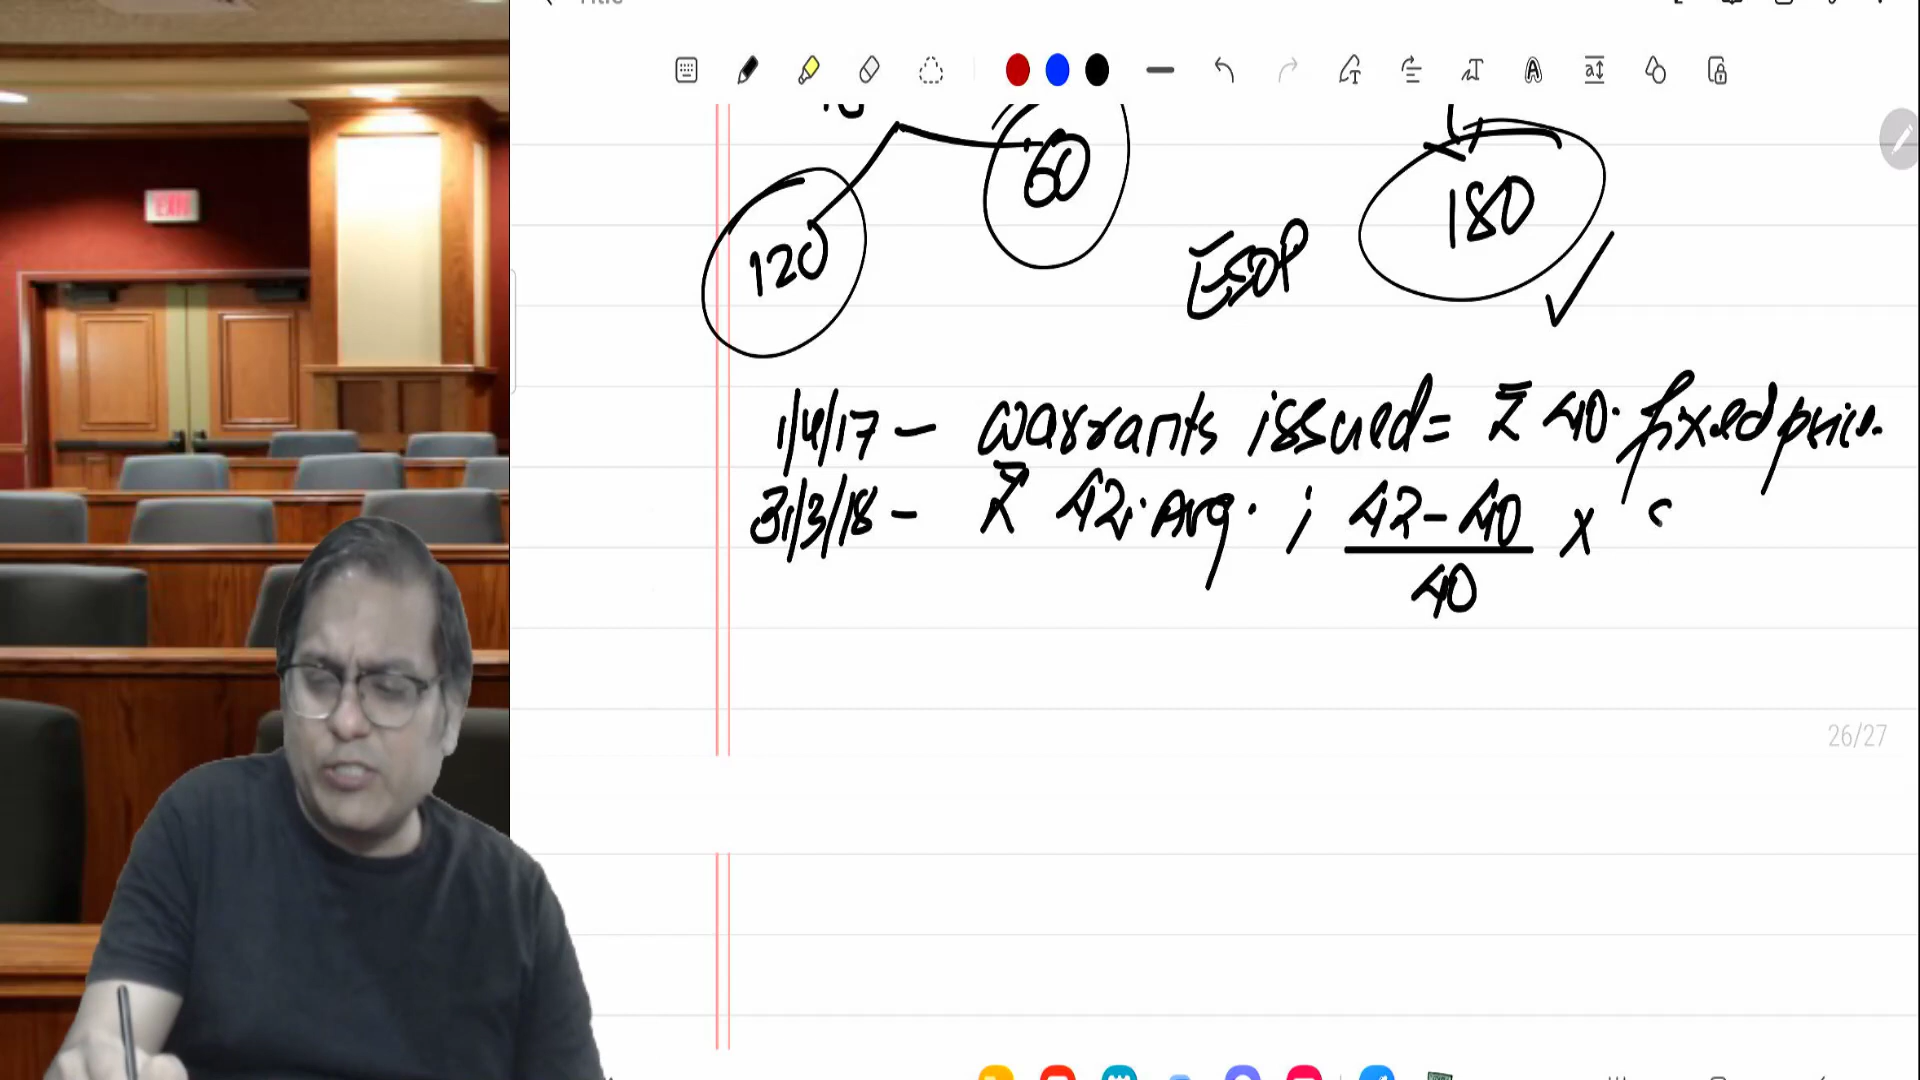 EXIT
60
180
120
ESOP
1/4/17 – warrants issued = ₹ 40. fixed price.
31/3/18 – ₹ 42. Avg. ; 42 – 40 x
40
26/27